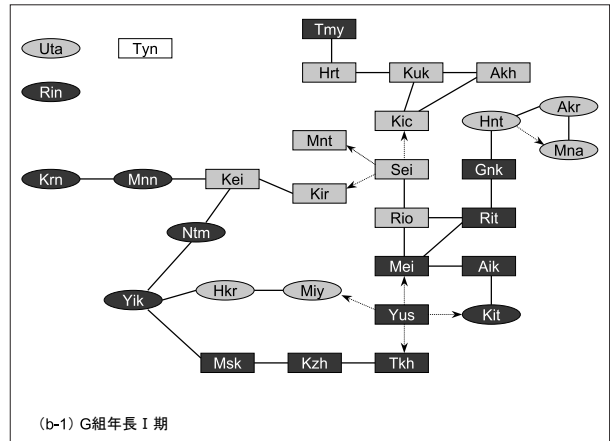 Tmy
Uta Tyn
Hrt Kuk Akh
Rin
Akr
Kic Hnt
Mnt Mna
Krn Mnn Kei Sei Gnk
Kir
Rio Rit
Ntm
Mei Aik
Yik Hkr Miy
Yus Kit
Msk Kzh Tkh
(b-1) G組年長Ⅰ期